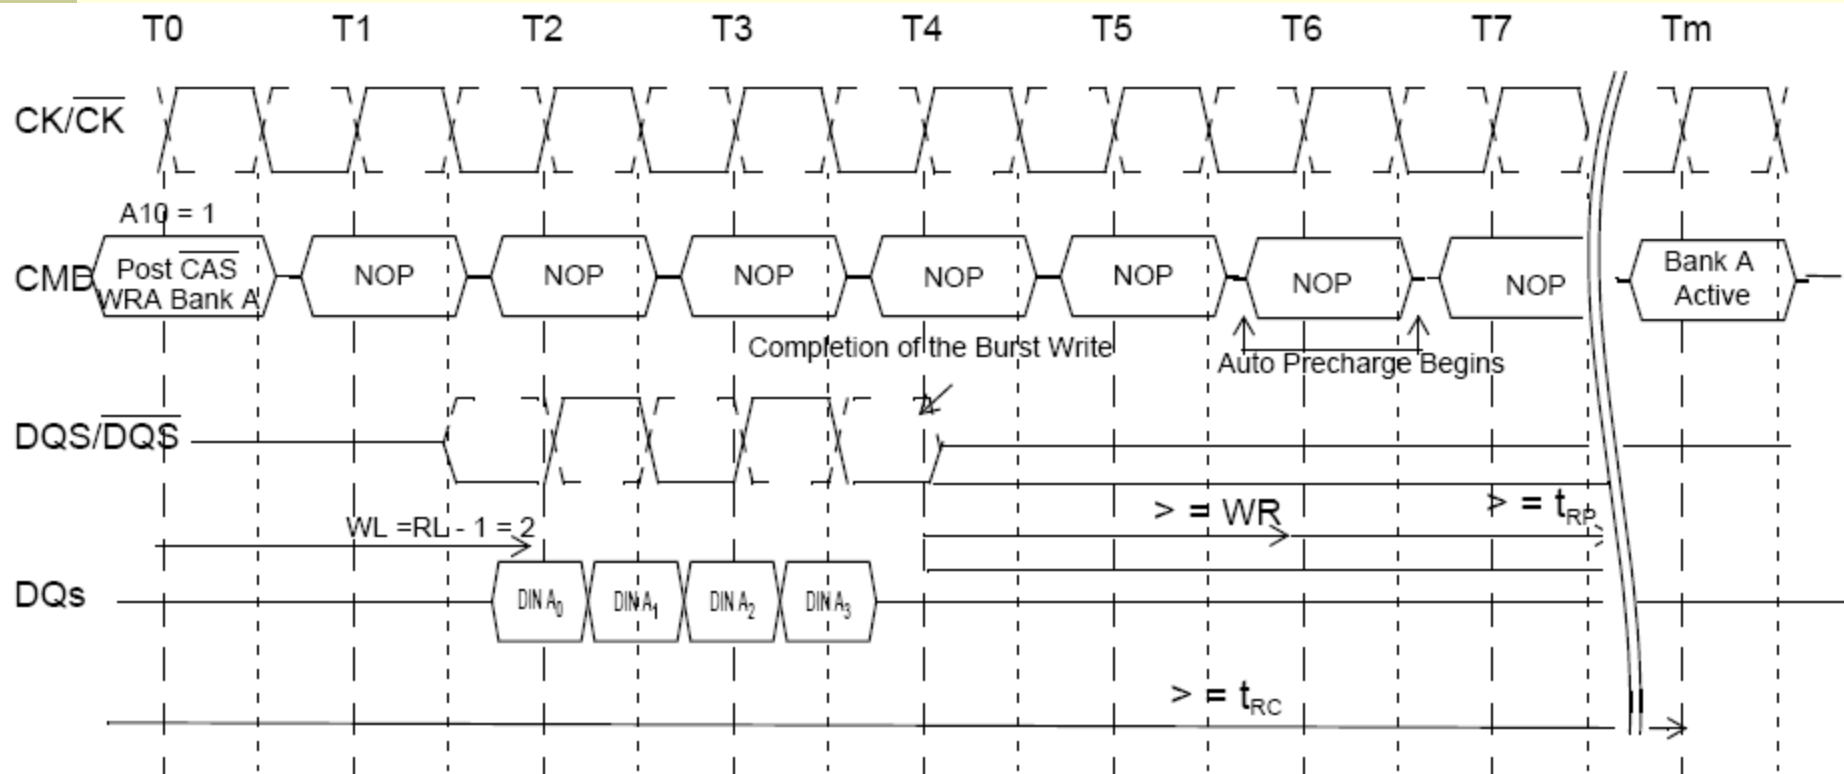 T0 T1 T2 T3 T4 T5 T6 T7 Tm
CK/CK
A10 = 1
CMD
Post CAS
WRA Bank A
NOP NOP NOP NOP NOP NOP NOP
Bank A
Active
Completion of the Burst Write
Auto Precharge Begins
DQS/DQS
> = WR
> = tRP
WL =RL - 1 = 2
DQs
DIN A0 DIN A1 DIN A2 DIN A3
> = tRC